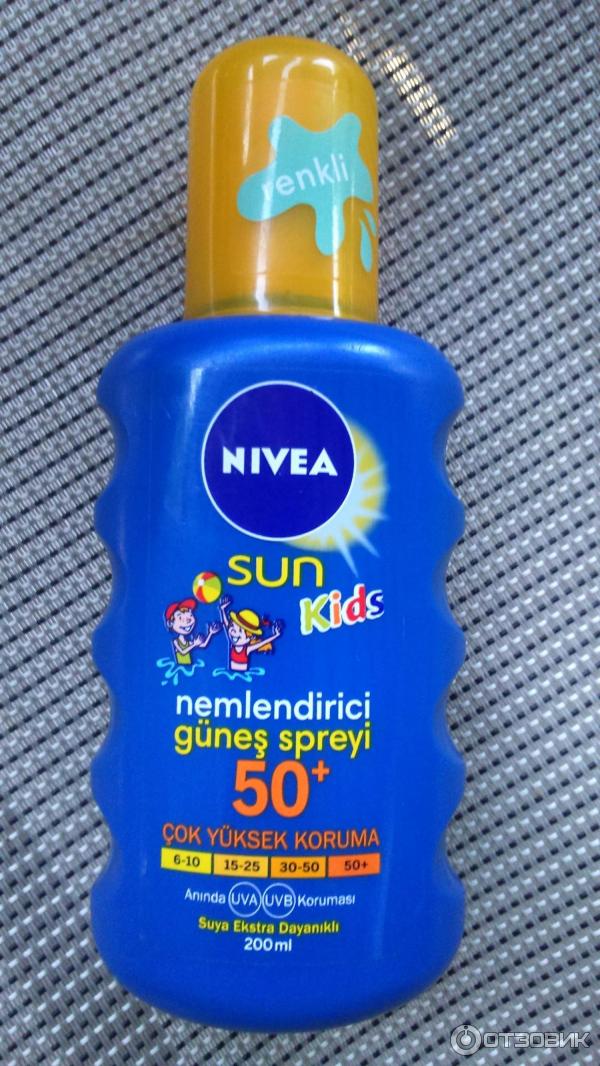 renkli
NIVEA
sun
Kids
nemlendirici
güneş spreyi
50+
ÇOK YÜKSEK KORUMA
6-10 15-25 30-50 50+
Anında UVA UVB Koruması
Suya Ekstra Dayanıklı
200ml
ОТЗОВИК